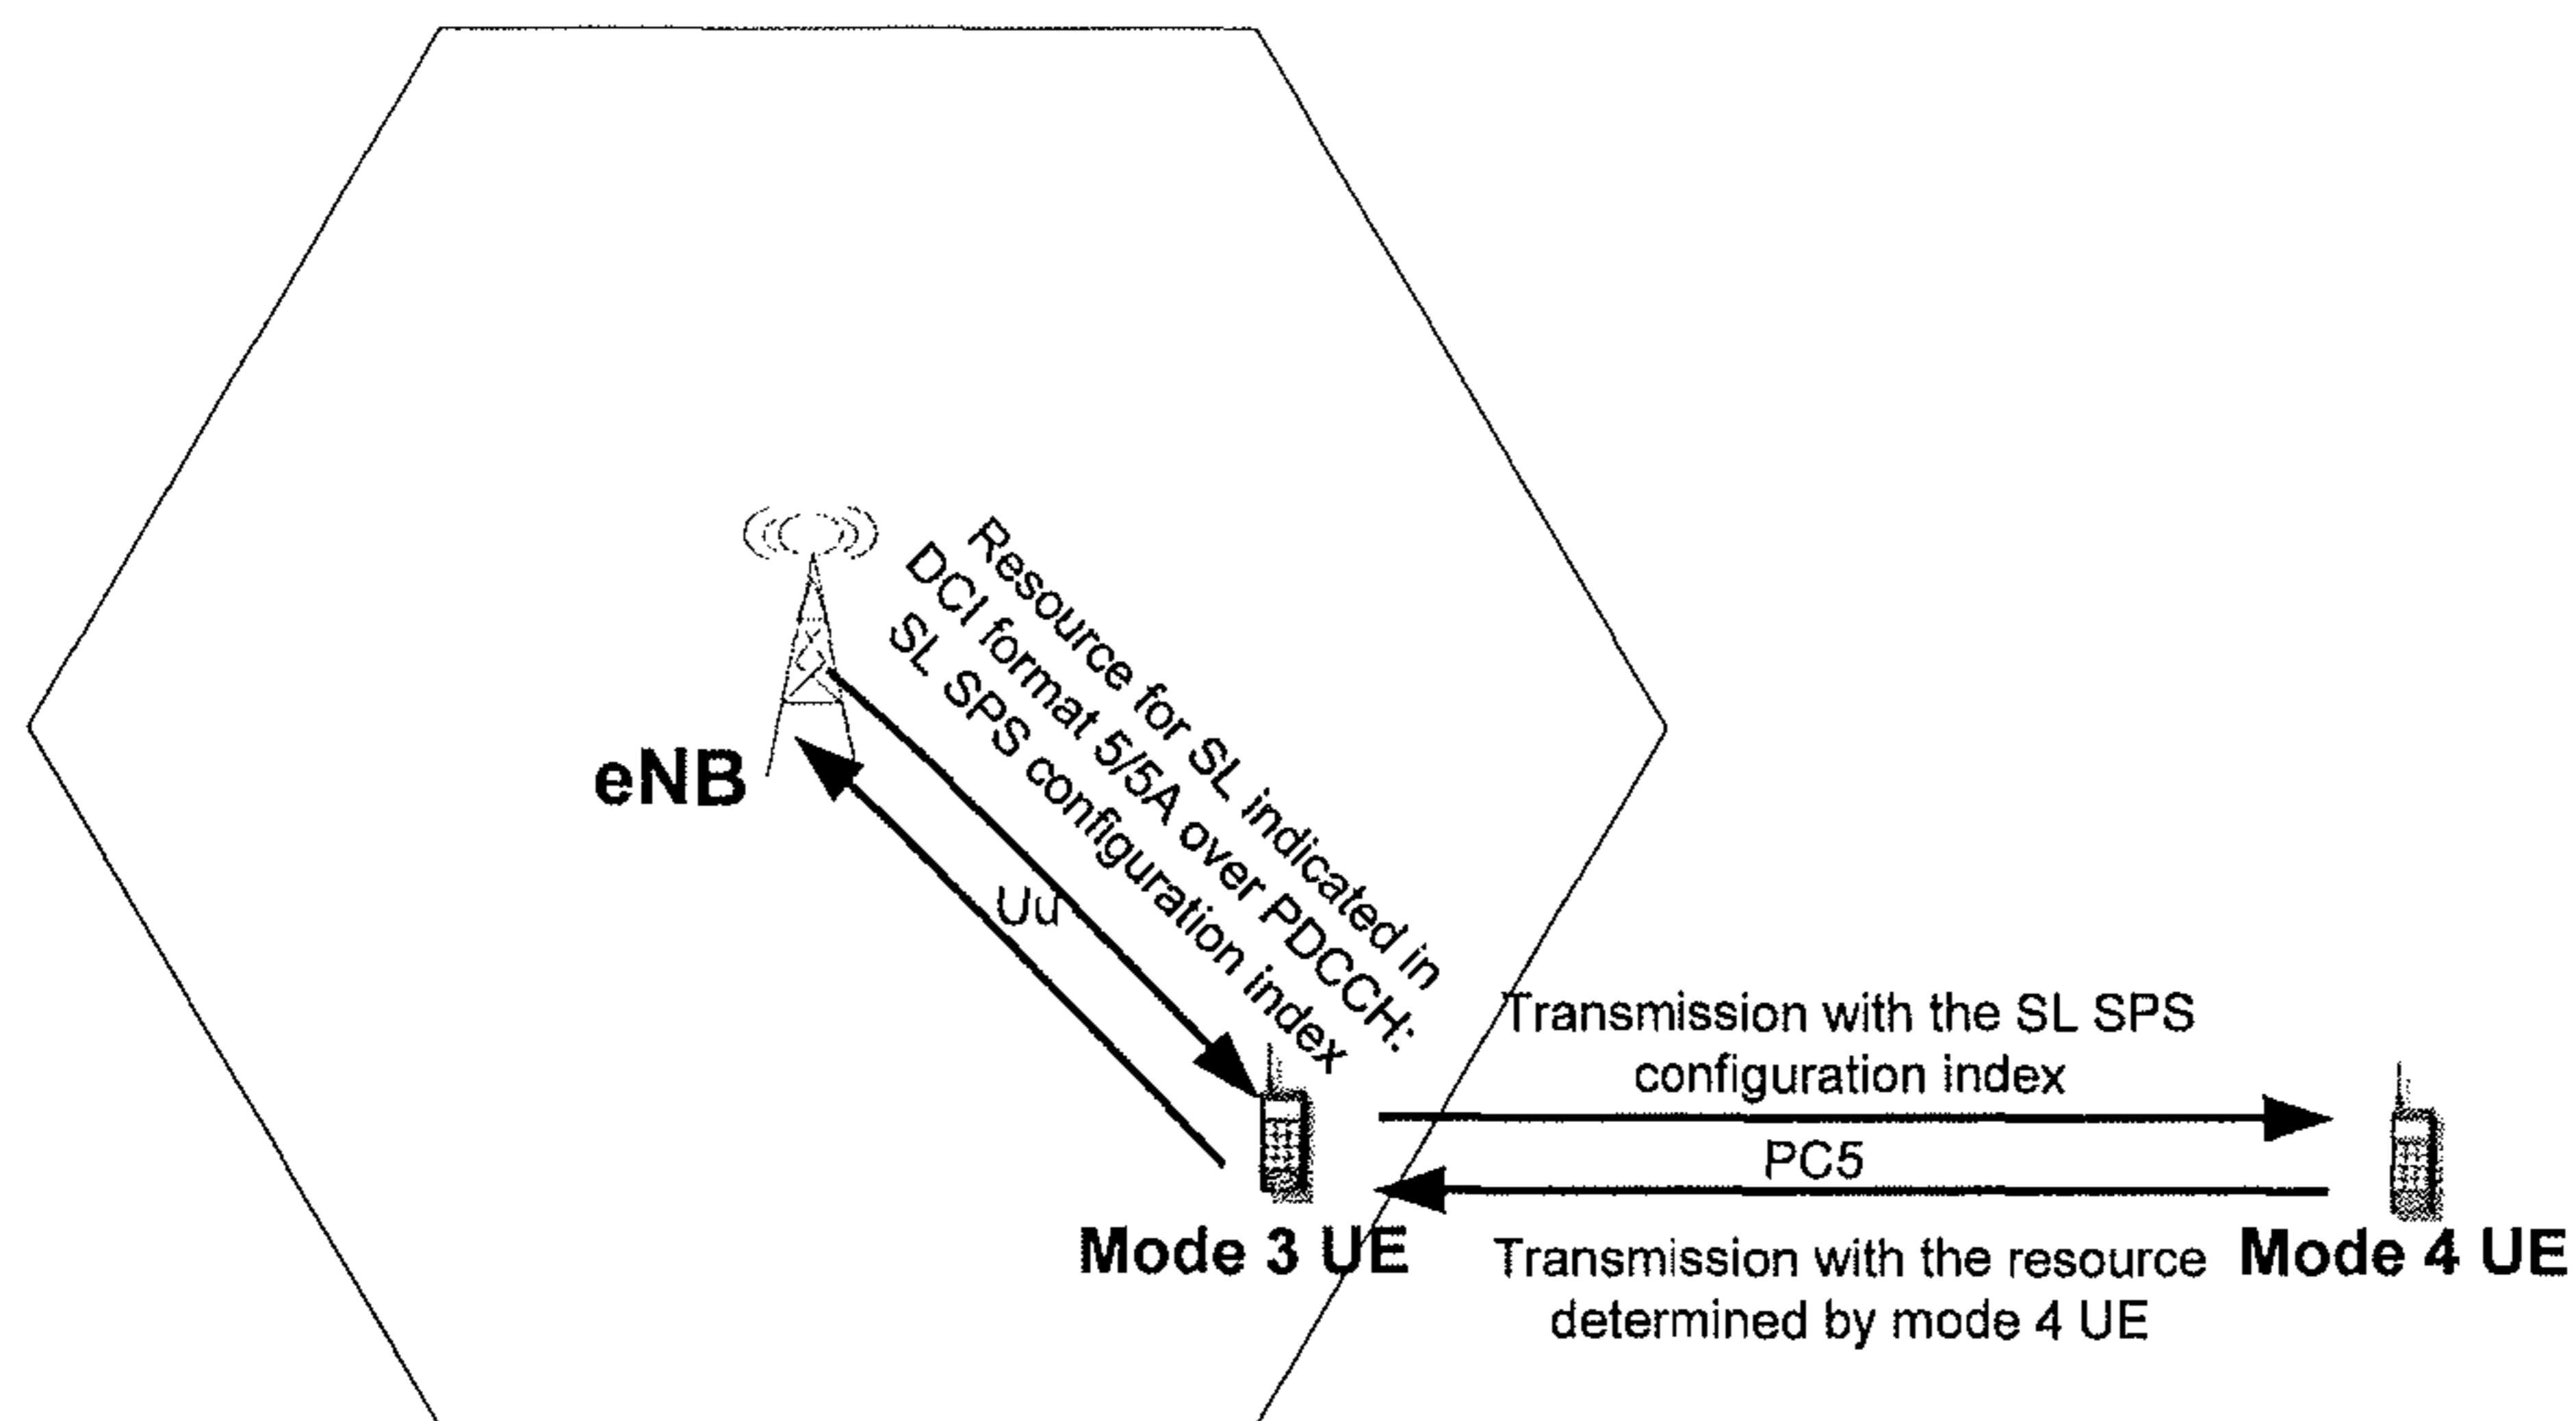 Resource for SL indicated in
DCI format 5/5A over PDCCH:
SL SPS configuration index
eNB
Uu
Transmission with the SL SPS
configuration index
PC5
Mode 3 UE
Transmission with the resource
determined by mode 4 UE
Mode 4 UE